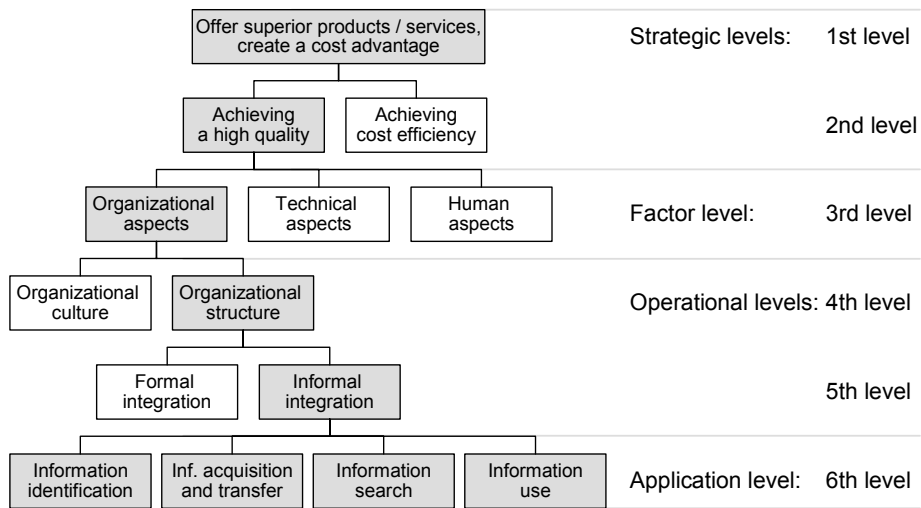 Offer superior products / services,
create a cost advantage
Strategic levels: 1st level
Achieving
a high quality
Achieving
cost efficiency
2nd level
Organizational
aspects
Technical
aspects
Human
aspects
Factor level: 3rd level
Organizational
culture
Organizational
structure
Operational levels: 4th level
Formal
integration
Informal
integration
5th level
Information
identification
Inf. acquisition
and transfer
Information
search
Information
use
Application level: 6th level